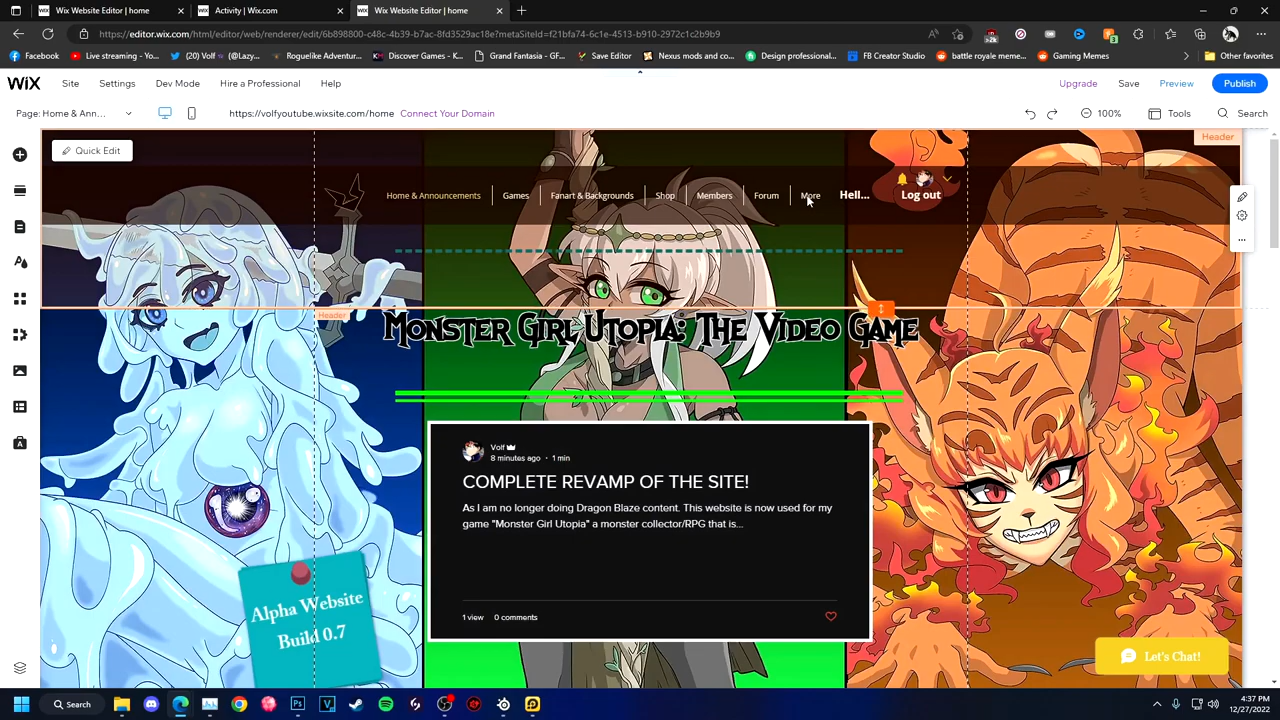 Wix Website Editor | home
Activity | Wix.com
Wix Website Editor | home
https://editor.wix.com/html/editor/web/renderer/edit/6b898800-c48c-4b39-b7ac-8fd3529ac18e?metaSiteId=f21bfa74-6c1e-4513-b910-2972c1c2b9b9
Facebook
Live streaming - Yo...
(20) Volf 🐺 (@Lazy...
Roguelike Adventur...
Discover Games - K...
Grand Fantasia - GF...
Save Editor
Nexus mods and co...
Design professional...
FB Creator Studio
battle royale meme...
Gaming Memes
Other favorites
WiX Site Settings Dev Mode Hire a Professional Help Upgrade Save Preview Publish
Page: Home & Ann... https://volfyoutube.wixsite.com/home Connect Your Domain 100% Tools Search
Header
Quick Edit
Home & Announcements Games Fanart & Backgrounds Shop Members Forum More Hell... Log out
Header
Monster Girl Utopia: The Video Game
Volf
8 minutes ago · 1 min
COMPLETE REVAMP OF THE SITE!
As I am no longer doing Dragon Blaze content. This website is now used for my
game "Monster Girl Utopia" a monster collector/RPG that is...
1 view 0 comments
Alpha Website
Build 0.7
Let's Chat!
Search
4:37 PM
12/27/2022